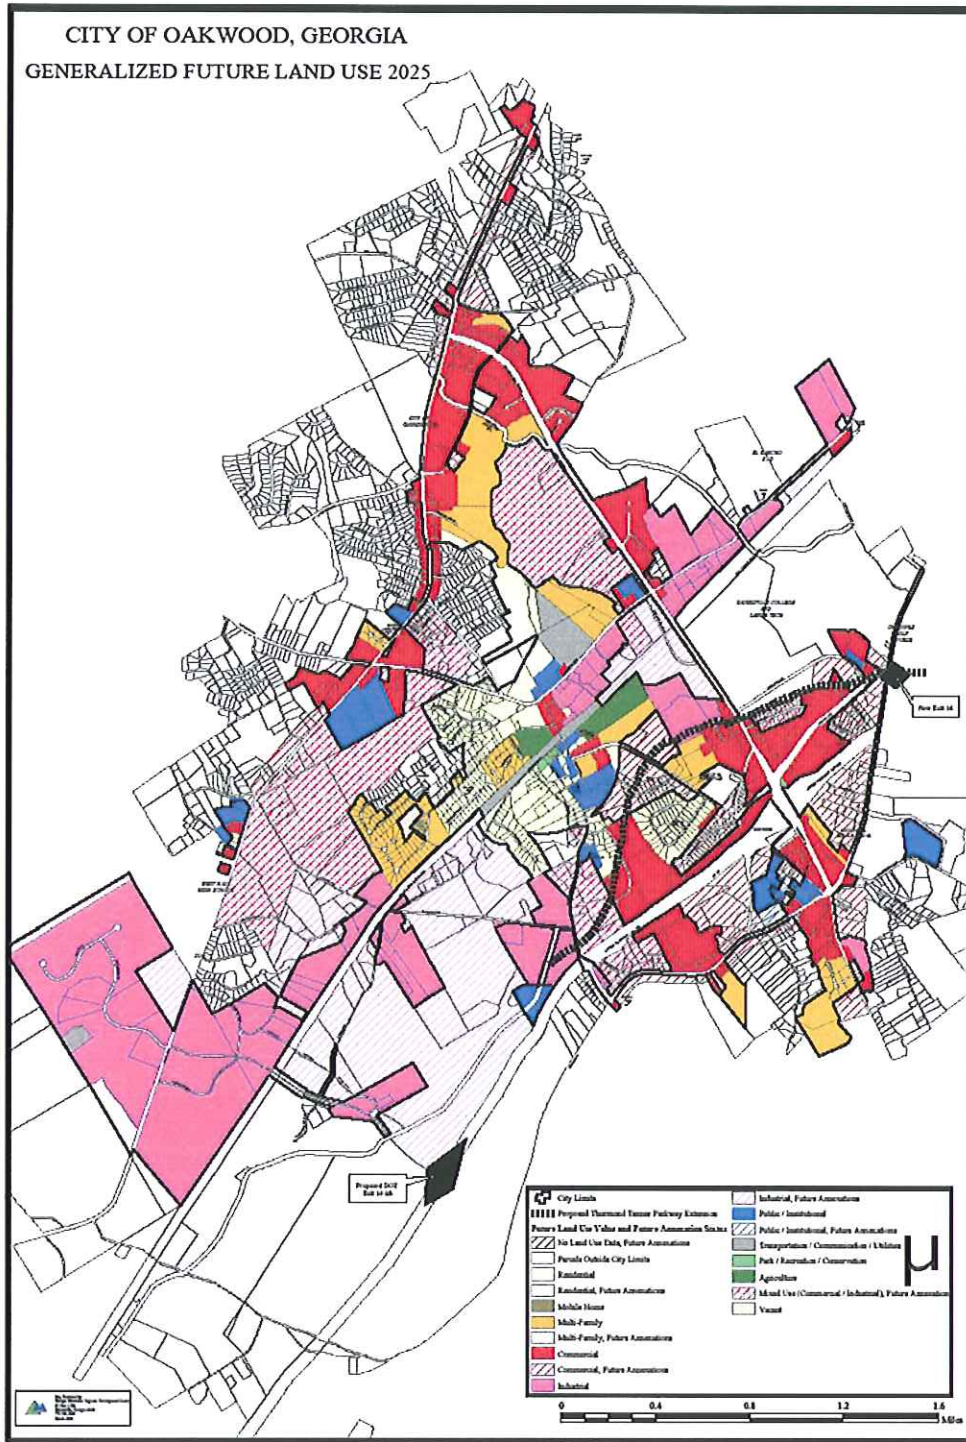 CITY OF OAKWOOD, GEORGIA
GENERALIZED FUTURE LAND USE 2025
New Exit 14
Proposed DOT
City Limits
Proposed Thurmond Tanner Parkway Extension
Future Land Use Value and Future Annexation Status
No Land Use Data, Future Annexations
Parcels Outside City Limits
Residential
Residential, Future Annexations
Mobile Home
Multi-Family
Multi-Family, Future Annexations
Commercial
Commercial, Future Annexations
Industrial
Industrial, Future Annexations
Public / Institutional
Public / Institutional, Future Annexations
Transportation / Communication / Utilities
Park / Recreation / Conservation
Agriculture
Mixed Use (Commercial / Industrial), Future Annexation
Vacant
µ
0 0.4 0.8 1.2 1.6
Miles